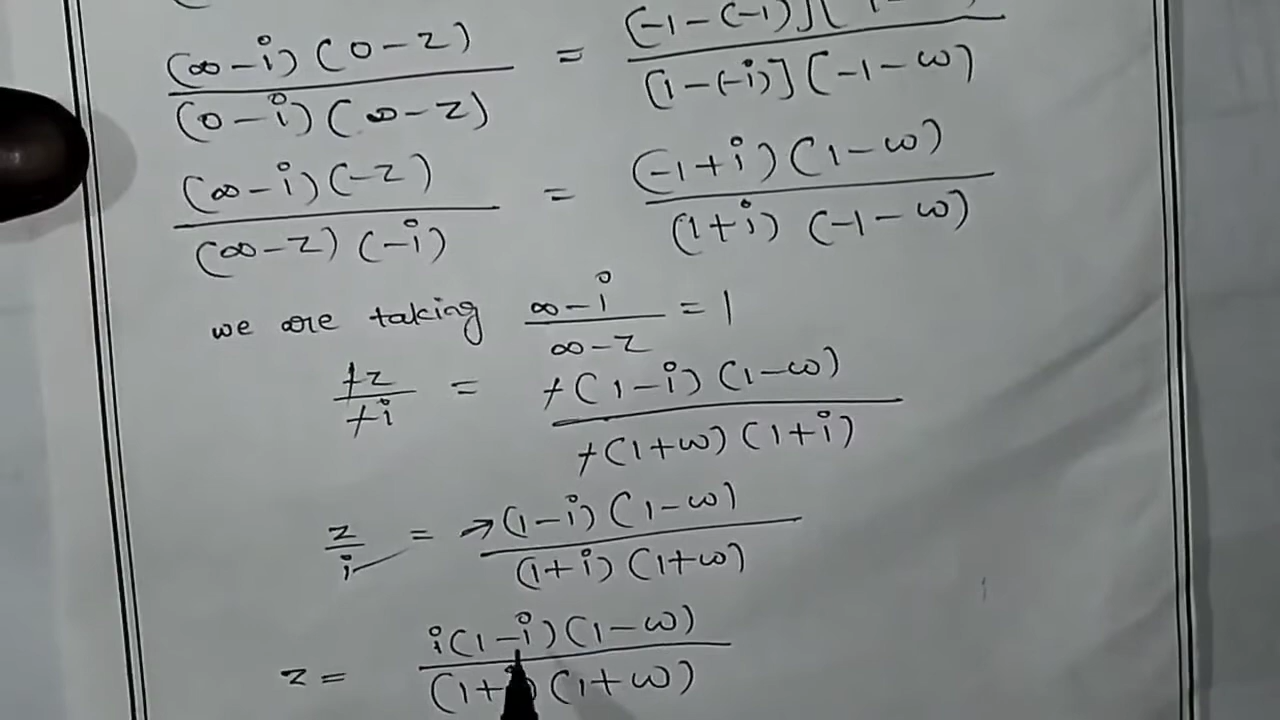 (∞-i)(0-z) / (0-i)(∞-z) = (-1-(-1)][ / [1-(-i)](-1-ω)
(∞-i)(-z) / (∞-z)(-i) = (-1+i)(1-ω) / (1+i)(-1-ω)
we are taking ∞-i / ∞-z = 1
+z / +i = +(1-i)(1-ω) / +(1+ω)(1+i)
z / i = (1-i)(1-ω) / (1+i)(1+ω)
z = i(1-i)(1-ω) / (1+ )(1+ω)